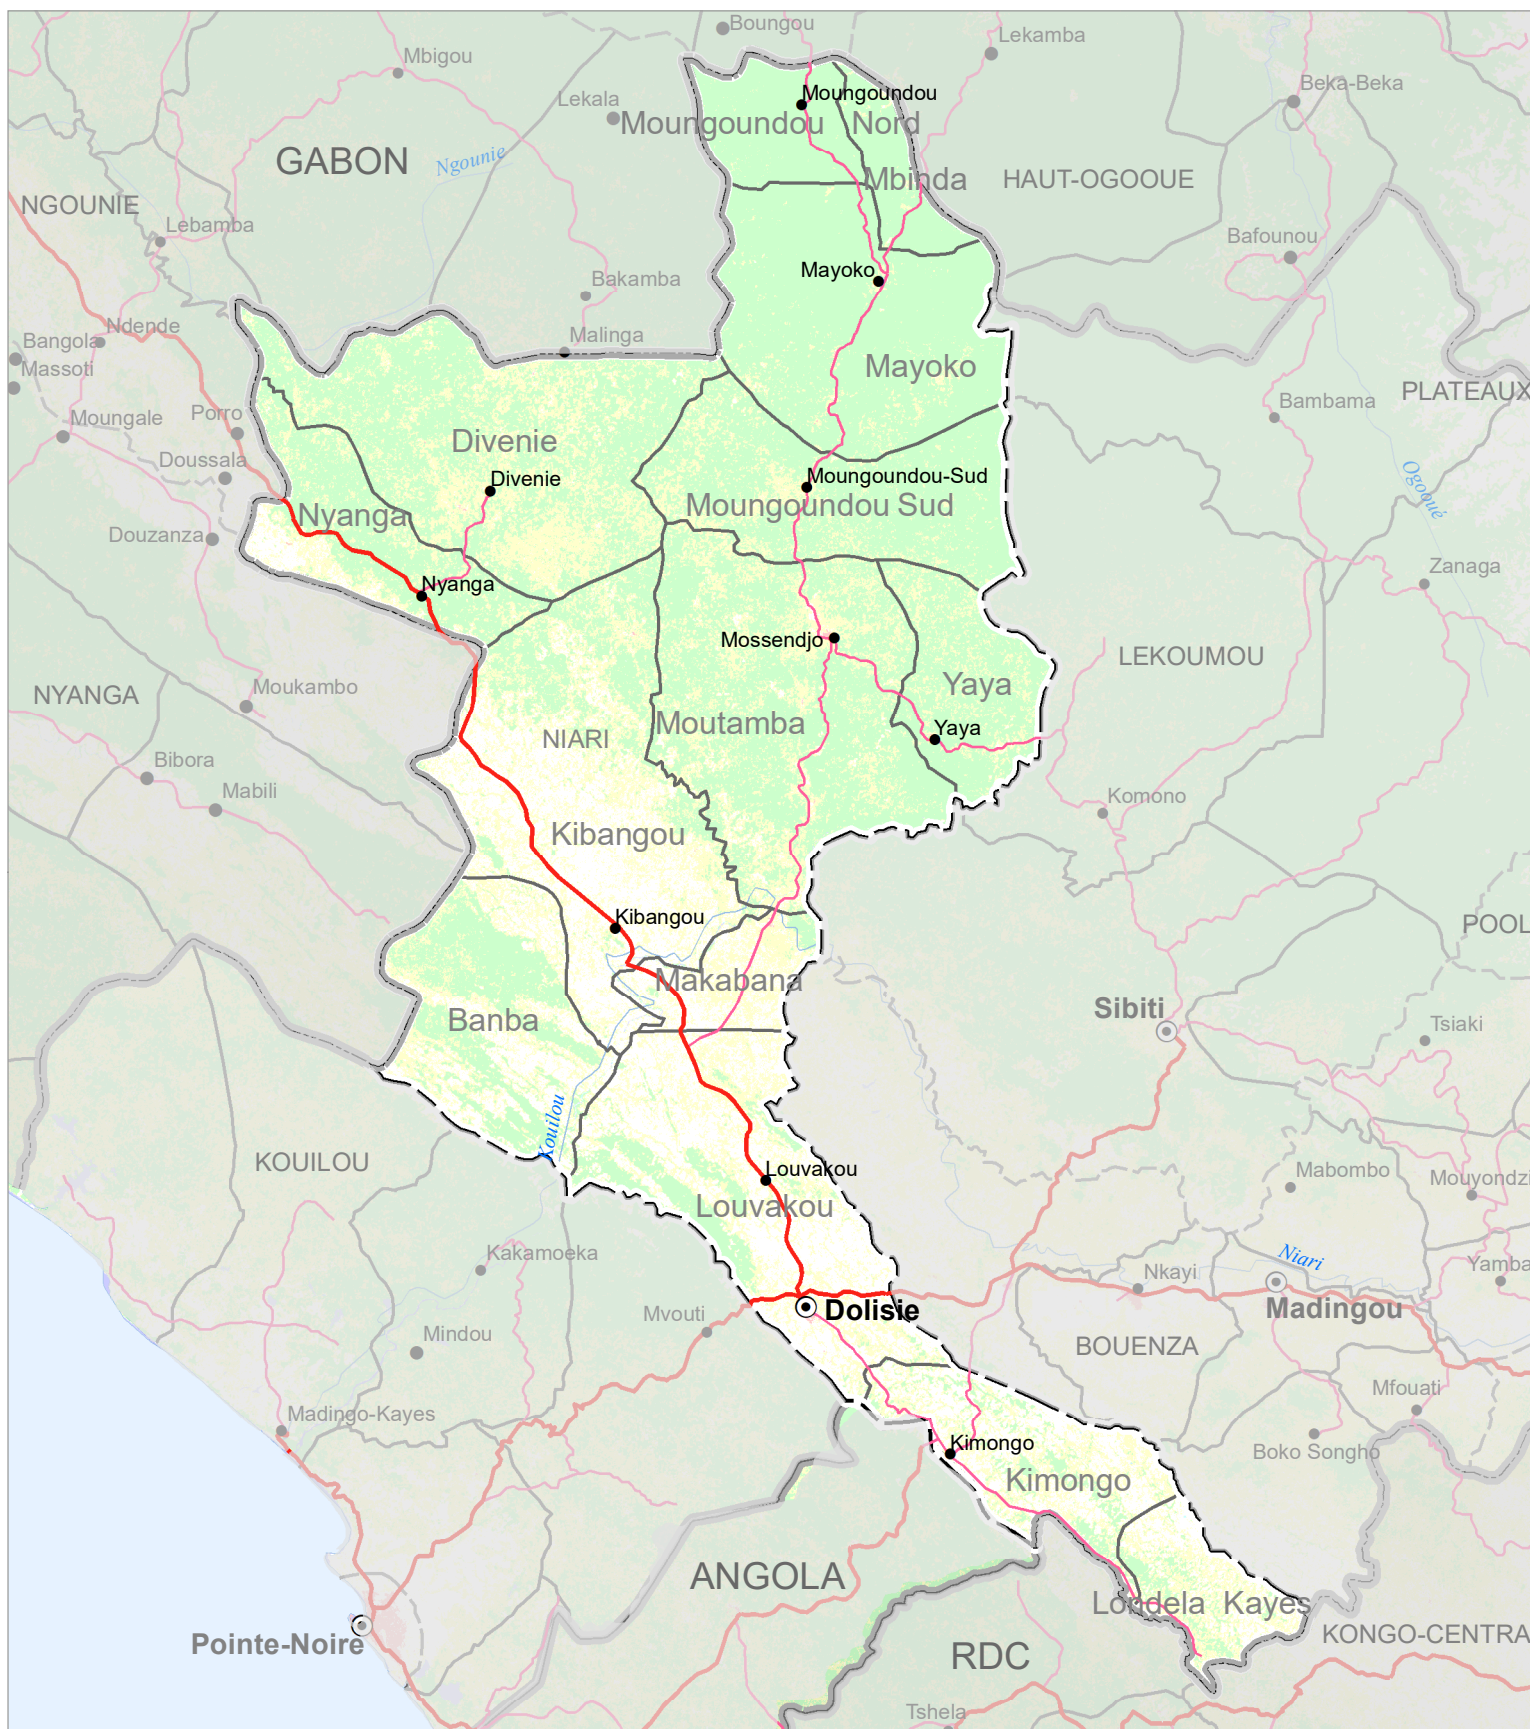 Boungou
Lekamba
Mbigou
Beka-Beka
Lekala
Moungoundou
Moungoundou Nord
GABON
Ngounie
Mbinda
HAUT-OGOOUE
NGOUNIE
Lebamba
Bafounou
Mayoko
Bakamba
Ndende
Malinga
Bangola
Massoti
Mayoko
PLATEAUX
Bambama
Moungale
Porro
Divenie
Doussala
Divenie
Moungoundou-Sud
Ogooué
Nyanga
Moungoundou Sud
Douzanza
Zanaga
Nyanga
Mossendjo
LEKOUMOU
NYANGA
Moukambo
Yaya
Moutamba
Yaya
NIARI
Bibora
Mabili
Komono
Kibangou
Kibangou
POOL
Makabana
Sibiti
Banba
Tsiaki
Kouilou
KOUILOU
Louvakou
Mabombo
Mouyondzi
Louvakou
Kakamoeka
Niari
Nkayi
Yamba
Mvouti
Dolisie
Madingou
Mindou
BOUENZA
Mfouati
Madingo-Kayes
Kimongo
Boko Songho
Kimongo
ANGOLA
Londela Kayes
Pointe-Noire
KONGO-CENTRA
RDC
Tshela